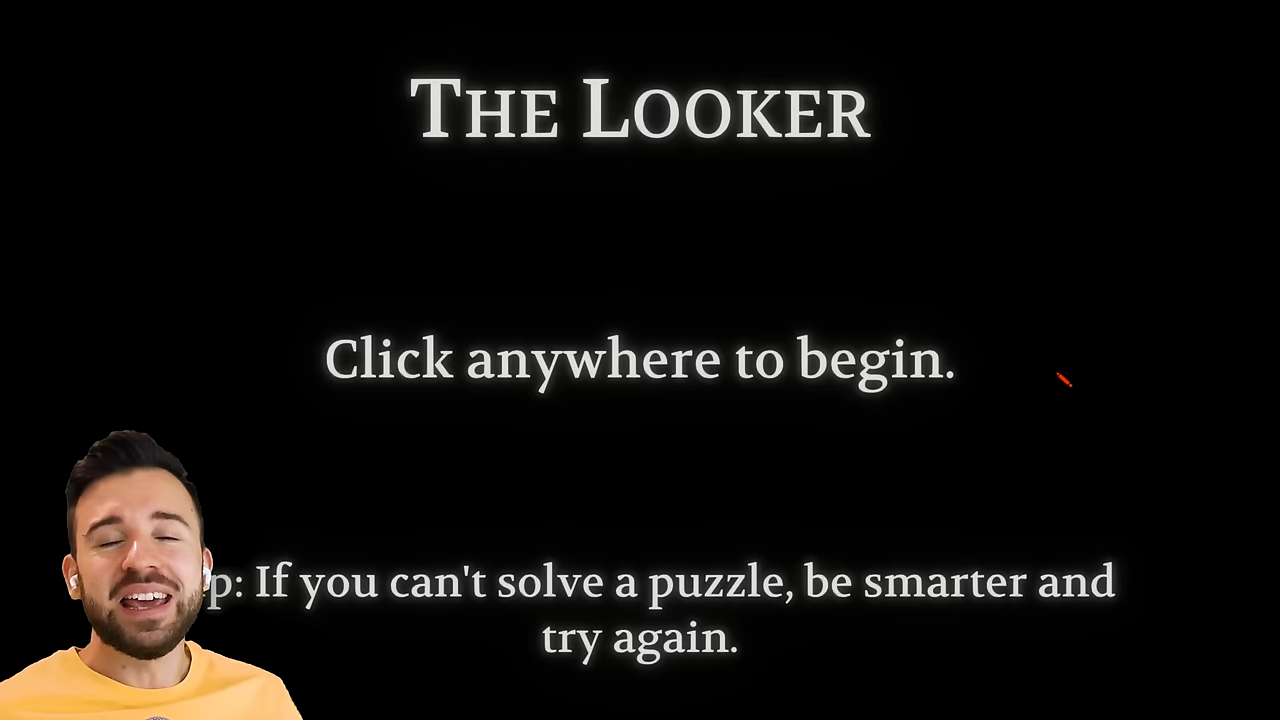 THE LOOKER
Click anywhere to begin.
p: If you can't solve a puzzle, be smarter and
try again.